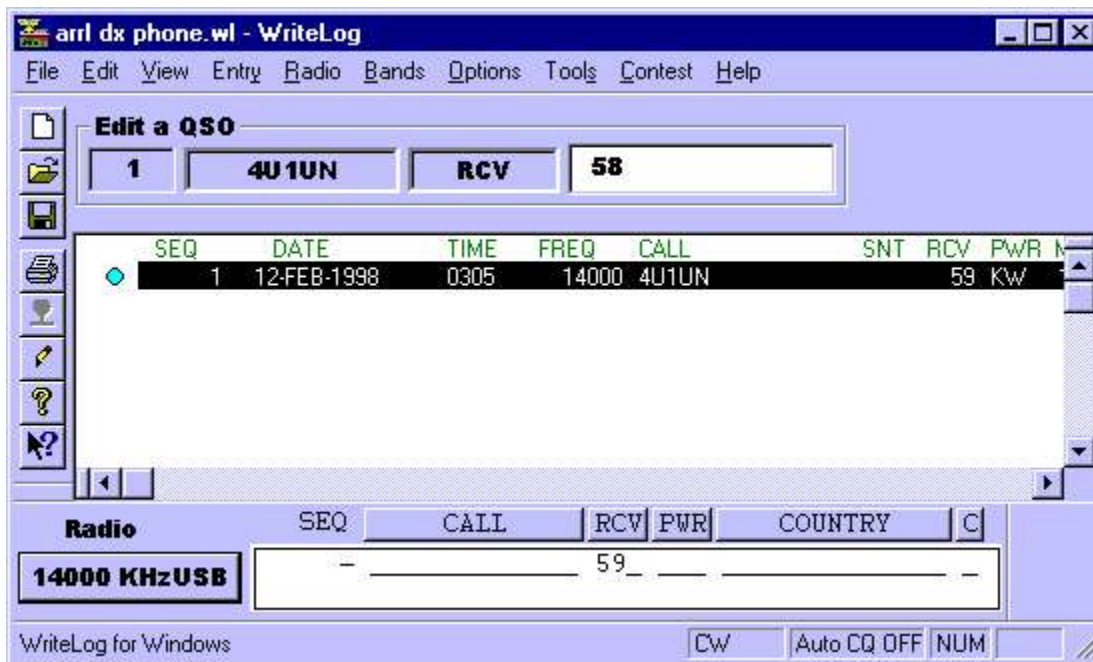 arrl dx phone.wl - WriteLog
File Edit View Entry Radio Bands Options Tools Contest Help
Edit a QSO
1 4U1UN RCV 58
SEQ DATE TIME FREQ CALL SNT RCV PWR
1 12-FEB-1998 0305 14000 4U1UN 59 KW
Radio SEQ CALL RCV PWR COUNTRY C
14000 KHzUSB 59
WriteLog for Windows CW Auto CQ OFF NUM